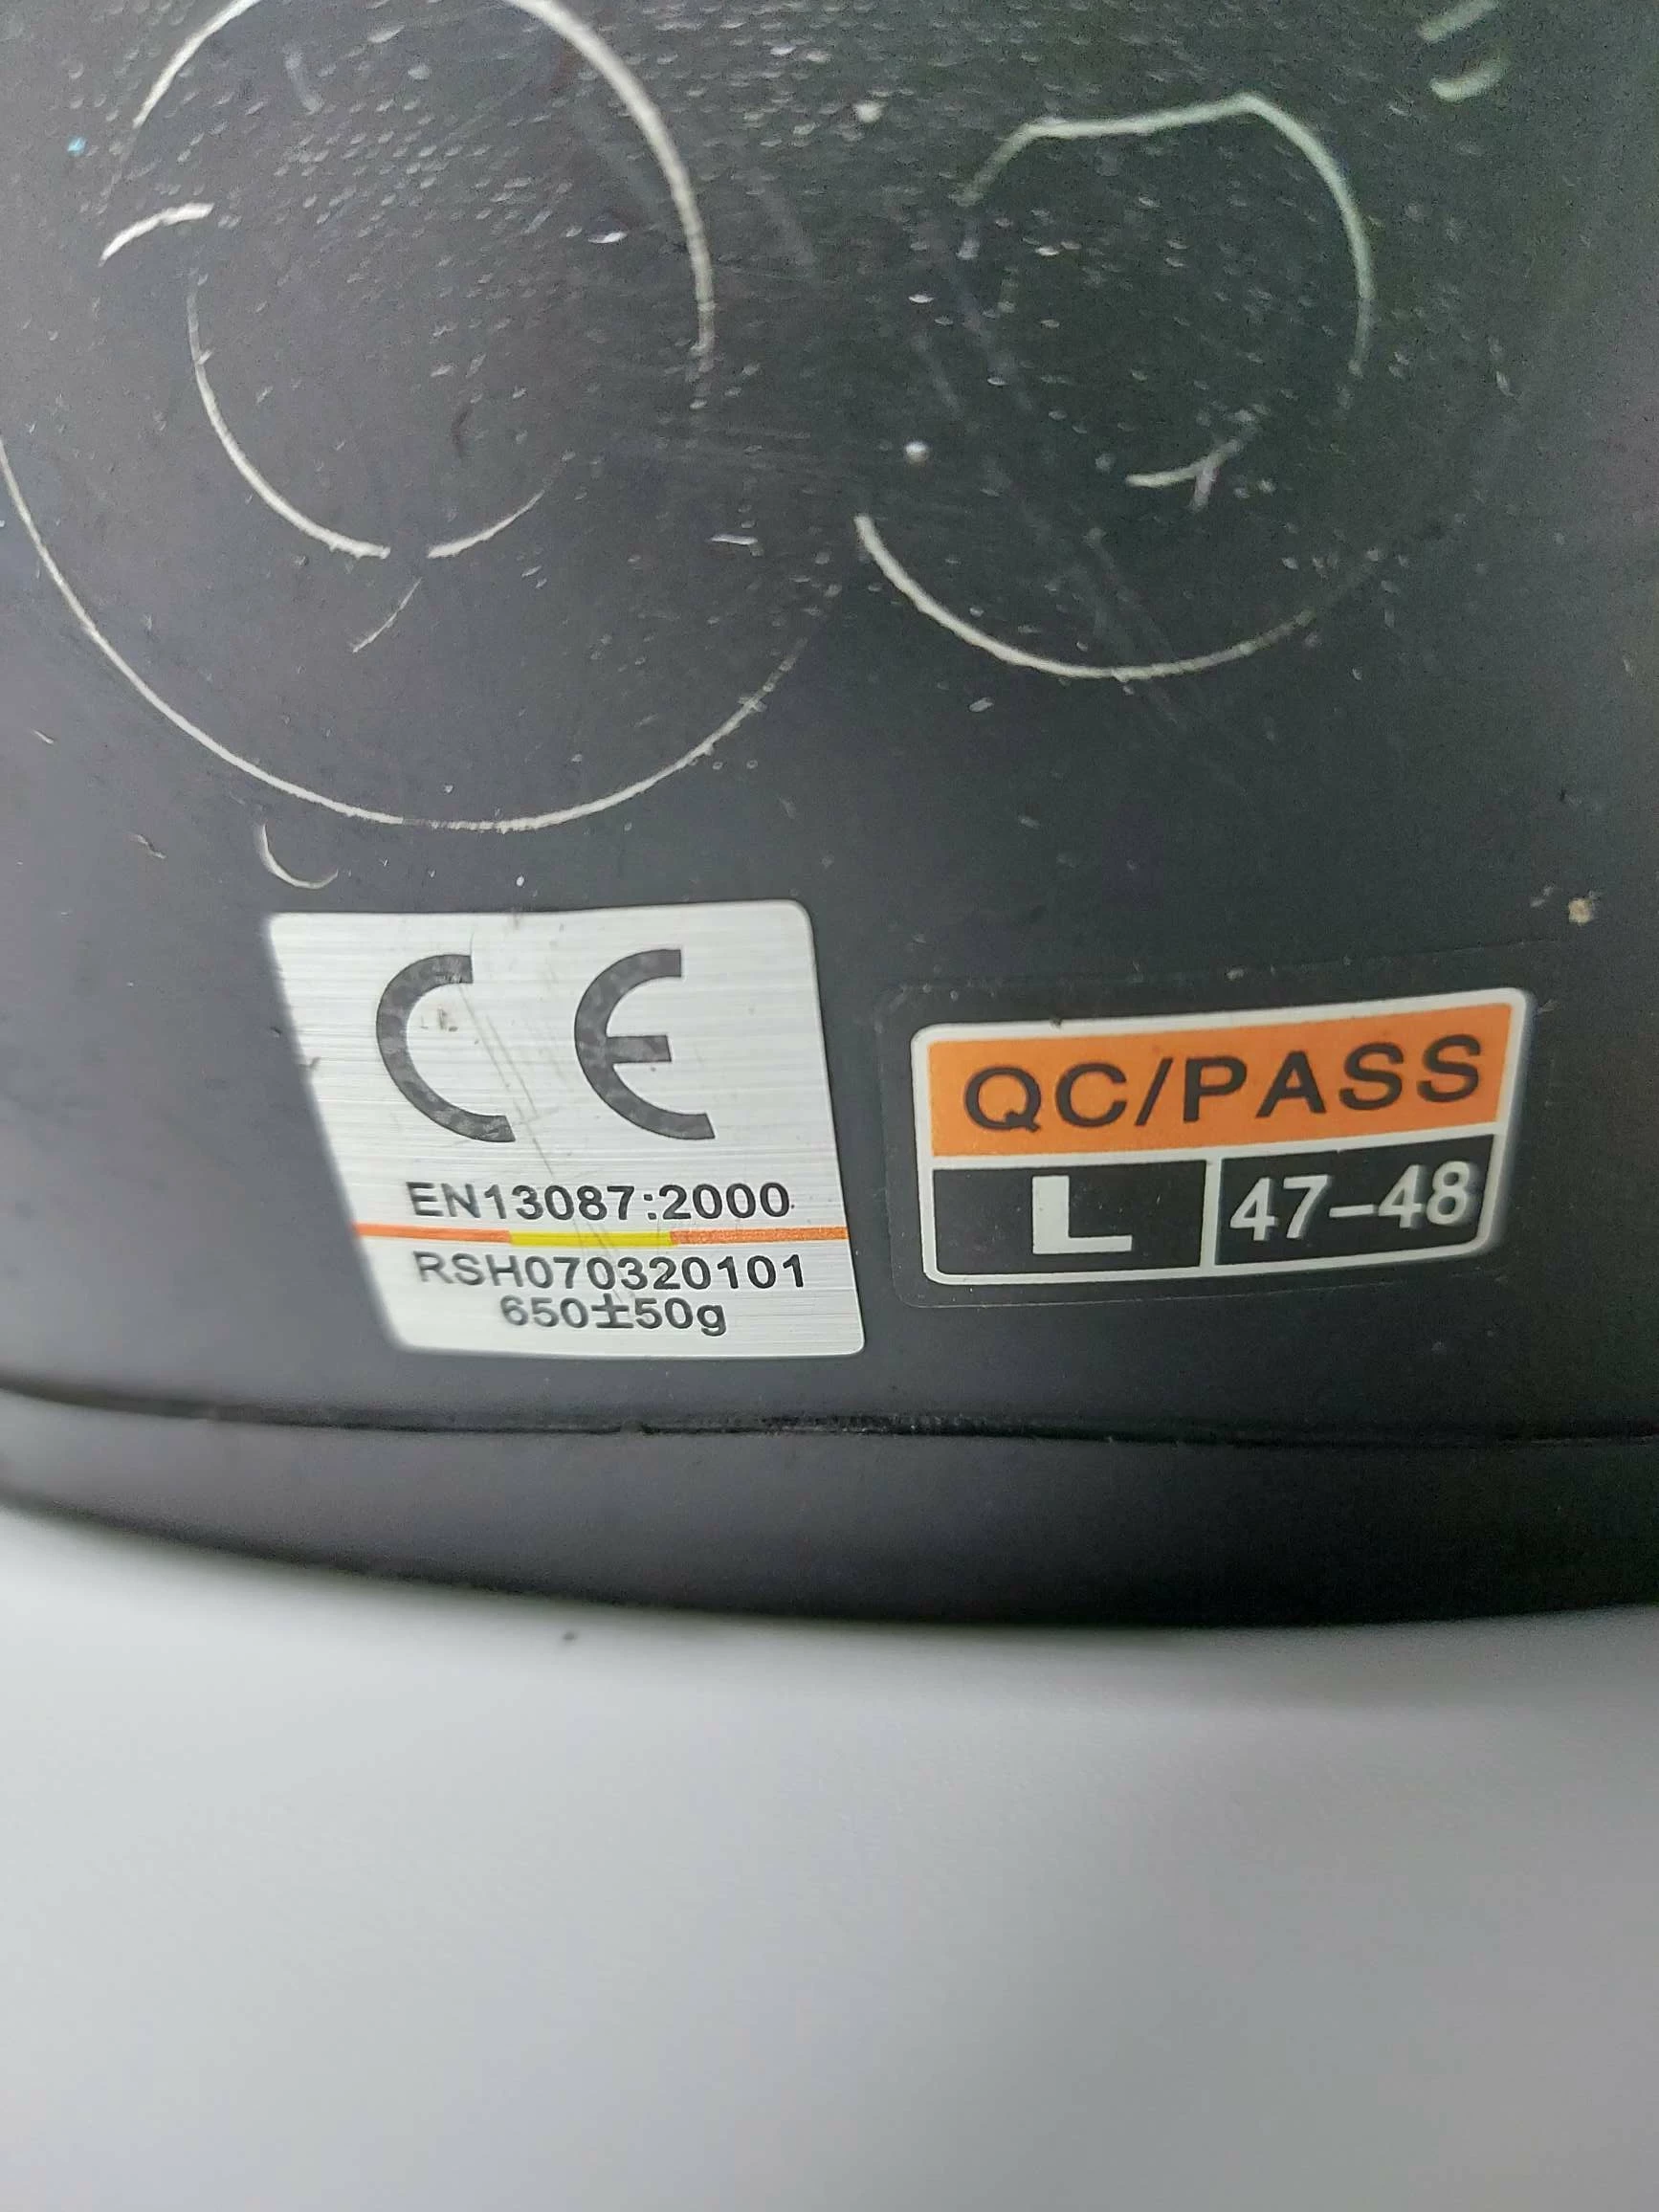 CE
EN13087:2000
RSH070320101
650±50g
QC/PASS
L 47-48